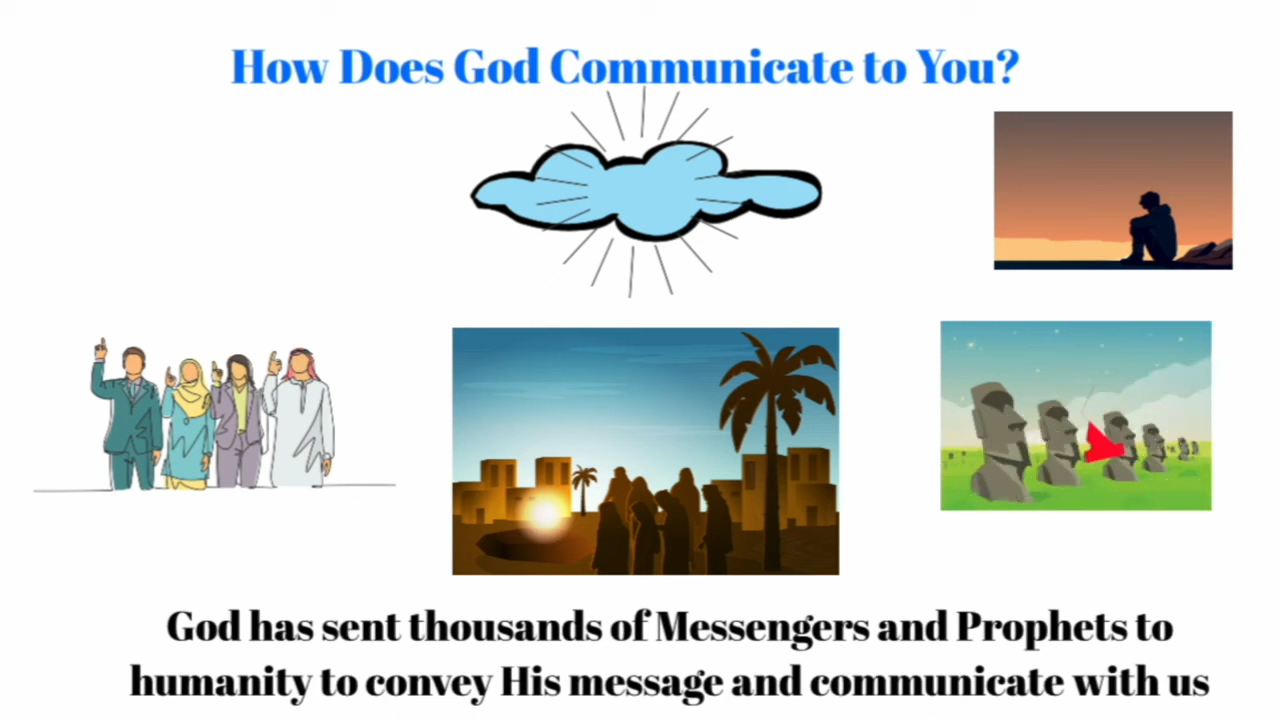 How Does God Communicate to You?
God has sent thousands of Messengers and Prophets to
humanity to convey His message and communicate with us